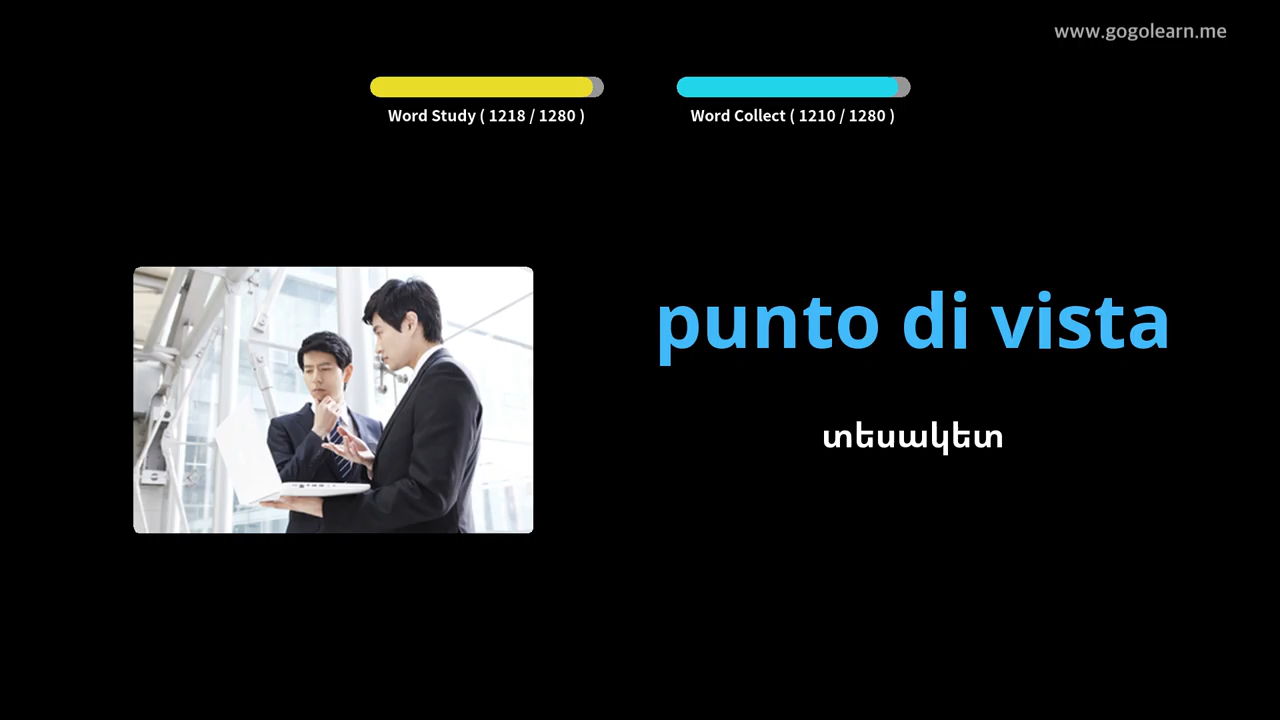 www.gogolearn.me
Word Study ( 1218 / 1280 )
Word Collect ( 1210 / 1280 )
punto di vista
տեսակետ